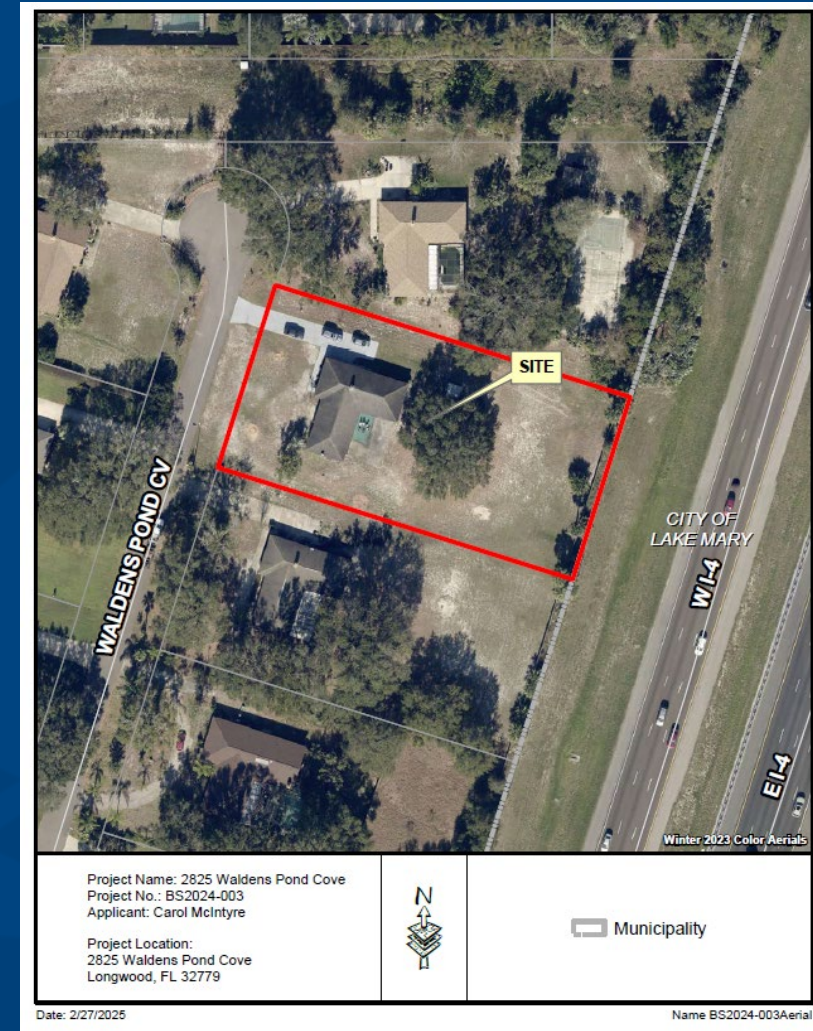 SITE
CITY OF
LAKE MARY
WALDENS POND CV
W I-4
E I-4
Winter 2023 Color Aerials
Project Name: 2825 Waldens Pond Cove
Project No.: BS2024-003
Applicant: Carol McIntyre
Project Location:
2825 Waldens Pond Cove
Longwood, FL 32779
N
Municipality
Date: 2/27/2025
Name BS2024-003Aerial